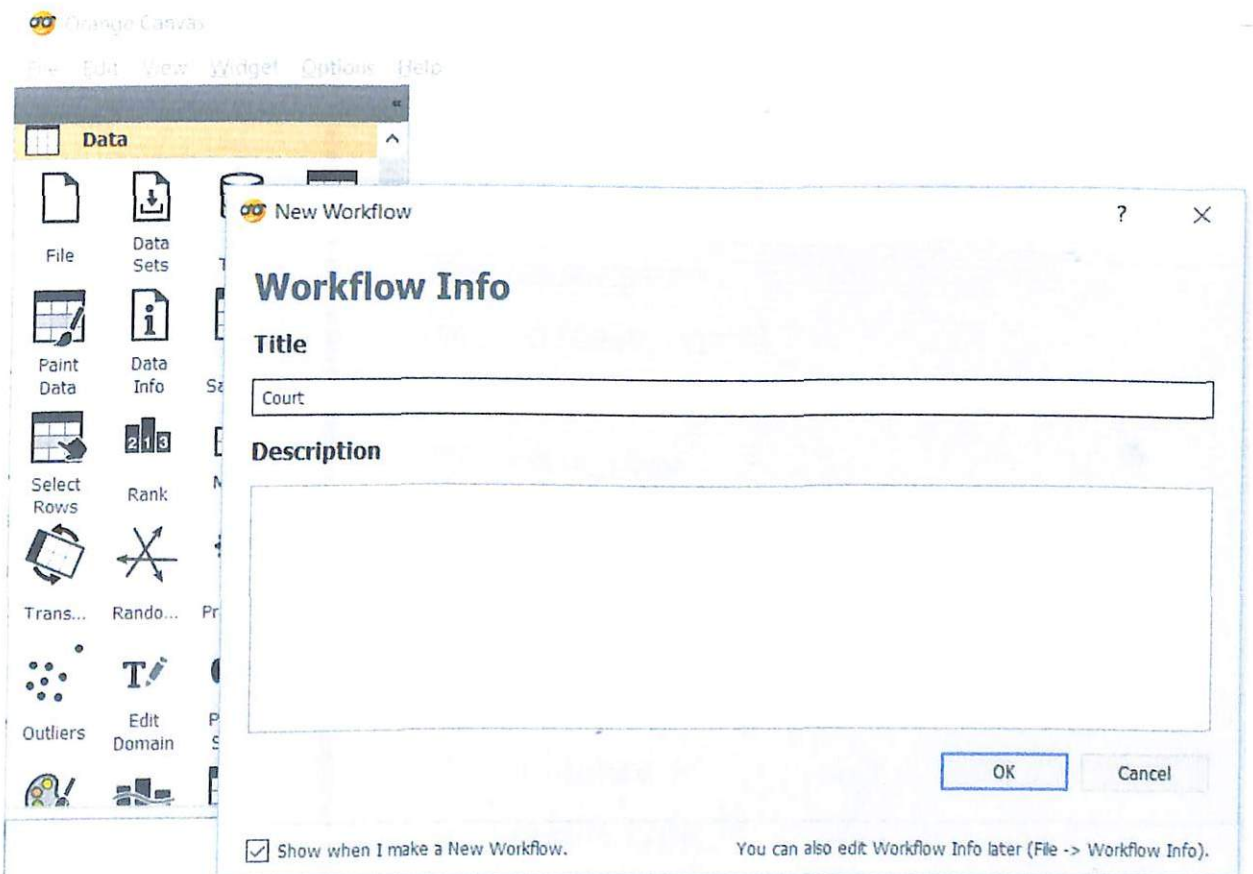 Orange Canvas
File Edit View Widget Options Help
«
Data
File
Data
Sets
Paint
Data
Data
Info
Select
Rows
213
Rank
Trans...
Rando...
Outliers
Edit
Domain
New Workflow ? ×
Workflow Info
Title
Court
Description
OK Cancel
Show when I make a New Workflow. You can also edit Workflow Info later (File -> Workflow Info).